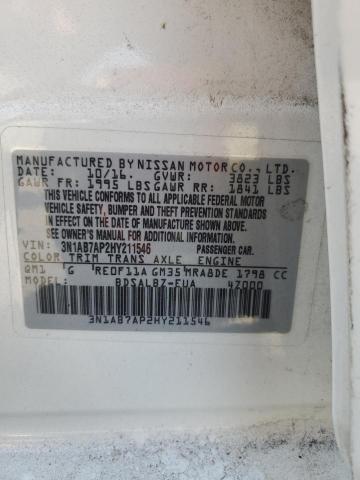 MANUFACTURED BY NISSAN MOTOR CO., LTD.
DATE: 10/16. GVWR: 3823 LBS
GAWR FR: 1995 LBS GAWR RR: 1841 LBS
THIS VEHICLE CONFORMS TO ALL APPLICABLE FEDERAL
MOTOR VEHICLE SAFETY, BUMPER AND THEFT PREVENTION
STANDARDS IN EFFECT ON THE DATE OF MANUFACTURE SHOWN ABOVE.
SEE OWNER'S MANUAL FOR ADDITIONAL INFO.
VIN: 3N1AB7AP2HY211546 PASSENGER CAR.
COLOR TRIM TRANS AXLE ENGINE
QM1 G RE0F11A GM35 MRA8DE 1798 CC
MODEL: BDSALBZ-EUA 47000
3N1AB7AP2HY211546